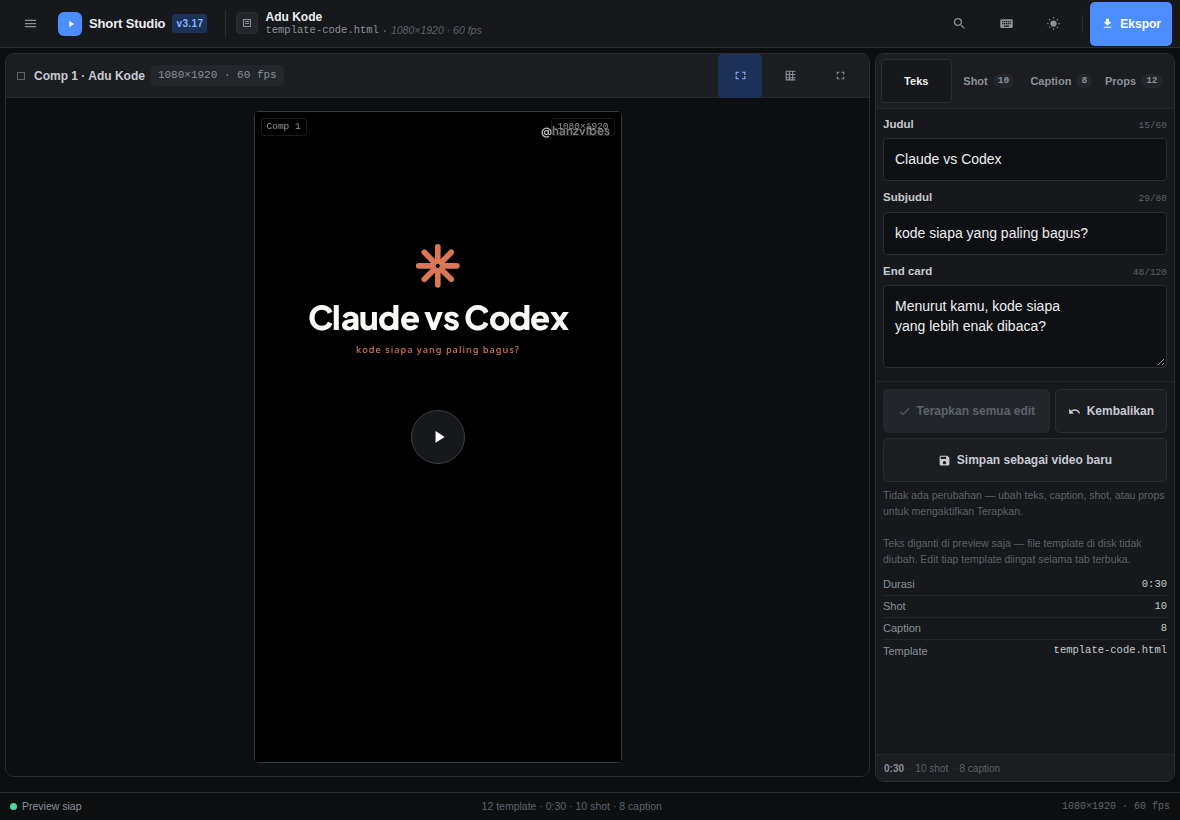 Short Studio v3.17
Adu Kode
template-code.html · 1080×1920 · 60 fps
Ekspor
Comp 1 · Adu Kode 1080×1920 · 60 fps
Comp 1
1080×1920
@hanzvibes
Claude vs Codex
kode siapa yang paling bagus?
Teks Shot 10 Caption 8 Props 12
Judul 15/60
Claude vs Codex
Subjudul 29/80
kode siapa yang paling bagus?
End card 48/120
Menurut kamu, kode siapa
yang lebih enak dibaca?
Terapkan semua edit Kembalikan
Simpan sebagai video baru
Tidak ada perubahan — ubah teks, caption, shot, atau props
untuk mengaktifkan Terapkan.
Teks diganti di preview saja — file template di disk tidak
diubah. Edit tiap template diingat selama tab terbuka.
Durasi 0:30
Shot 10
Caption 8
Template template-code.html
0:30 · 10 shot · 8 caption
Preview siap
12 template · 0:30 · 10 shot · 8 caption
1080×1920 · 60 fps